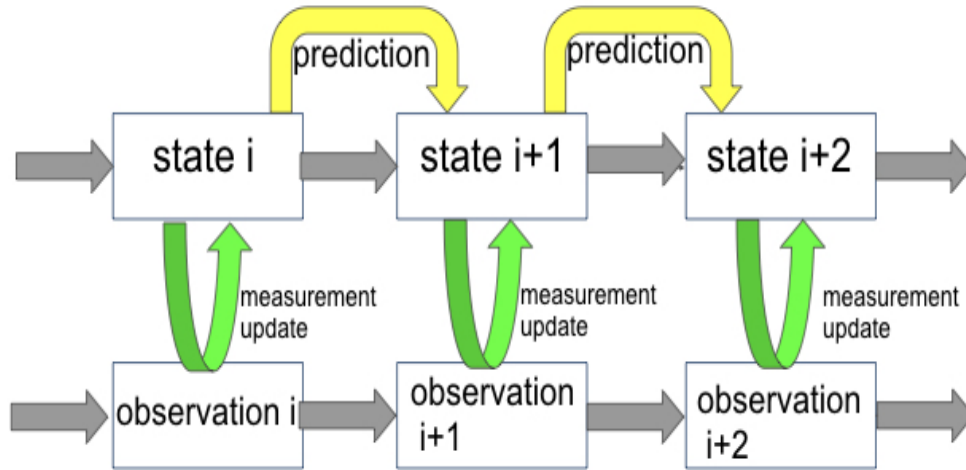 prediction
prediction
state i
state i+1
state i+2
measurement
update
measurement
update
measurement
update
observation i
observation
i+1
observation
i+2